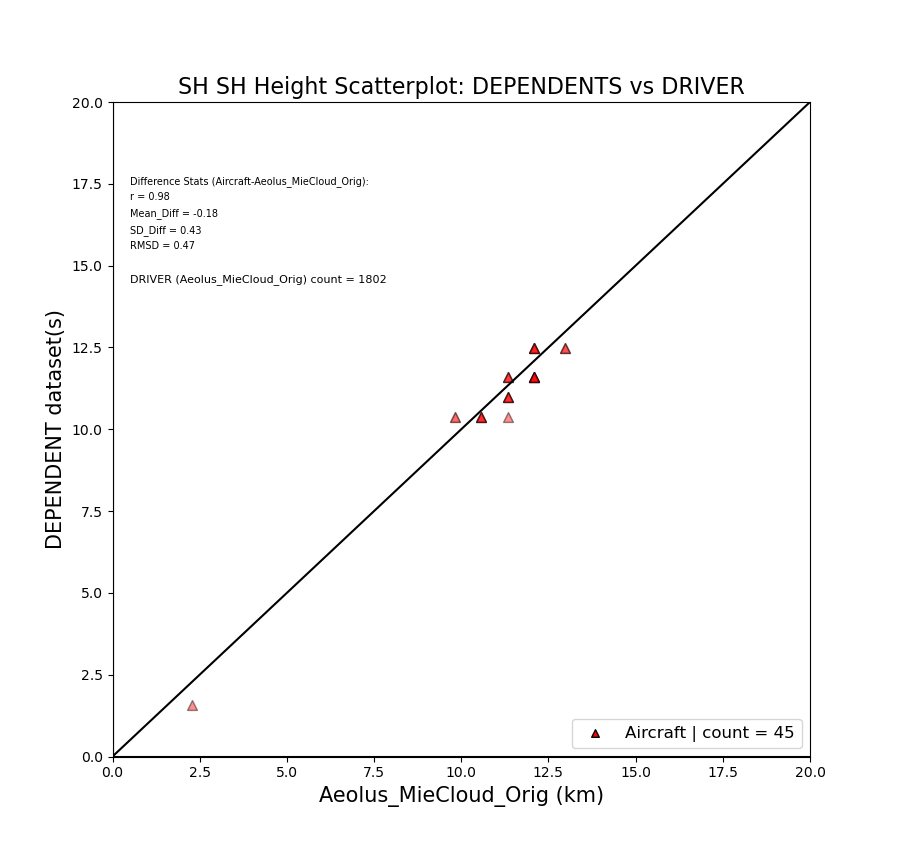 SH SH Height Scatterplot: DEPENDENTS vs DRIVER
20.0
17.5
15.0
12.5
10.0
7.5
5.0
2.5
0.0
DEPENDENT dataset(s)
Difference Stats (Aircraft-Aeolus_MieCloud_Orig):
r = 0.98
Mean_Diff = -0.18
SD_Diff = 0.43
RMSD = 0.47
DRIVER (Aeolus_MieCloud_Orig) count = 1802
Aircraft | count = 45
0.0 2.5 5.0 7.5 10.0 12.5 15.0 17.5 20.0
Aeolus_MieCloud_Orig (km)